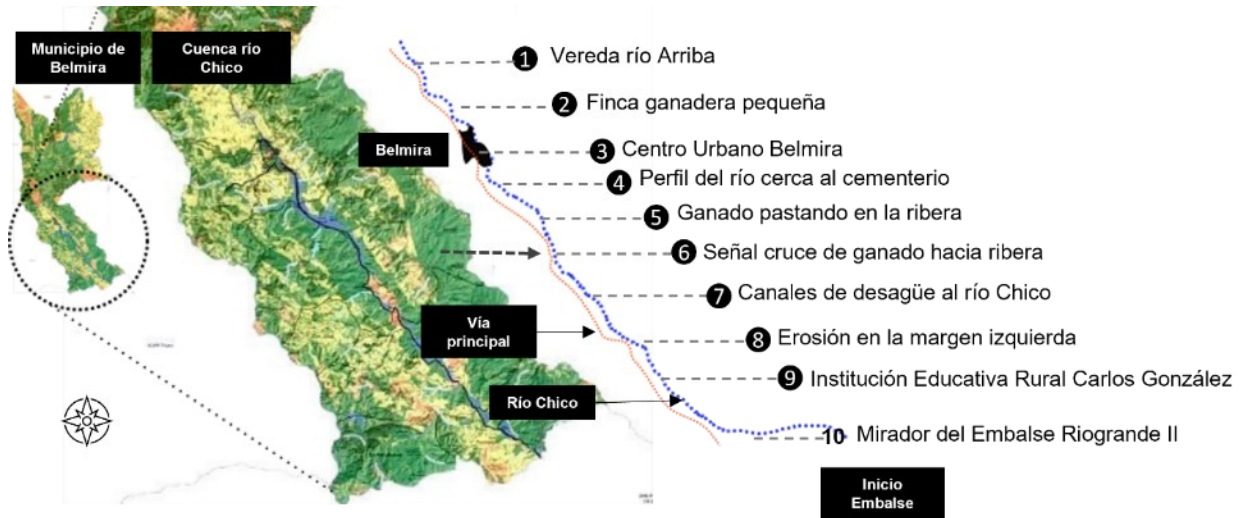 Municipio de
Belmira
Cuenca río
Chico
1 Vereda río Arriba
2 Finca ganadera pequeña
Belmira
3 Centro Urbano Belmira
4 Perfil del río cerca al cementerio
5 Ganado pastando en la ribera
6 Señal cruce de ganado hacia ribera
7 Canales de desagüe al río Chico
Vía
principal
8 Erosión en la margen izquierda
9 Institución Educativa Rural Carlos González
Río Chico
10 Mirador del Embalse Riogrande II
Inicio
Embalse